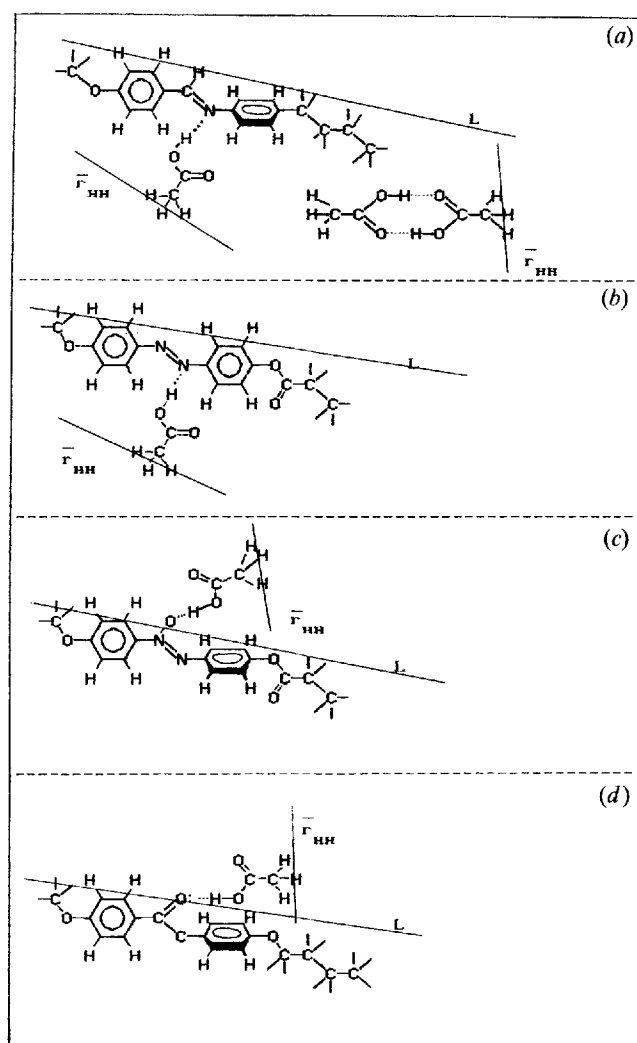 (a)
H H
C H
O C H H
N C L
H H H H H C C
O C
C O O H O
r̄HH C H
H H H C C C C H
H O H O H
r̄HH
(b)
H H H H
C
O N
N O L
H H H H C C
H O C
O
C O
r̄HH H C
H H
(c)
H
O C H
C H
H O r̄HH
O
C H H H H
O N L
N O
H H H H C C
O C
(d)
r̄HH
O H
C C H
O H O H
C H H H H L
O C
C O
H H H H C C C
C